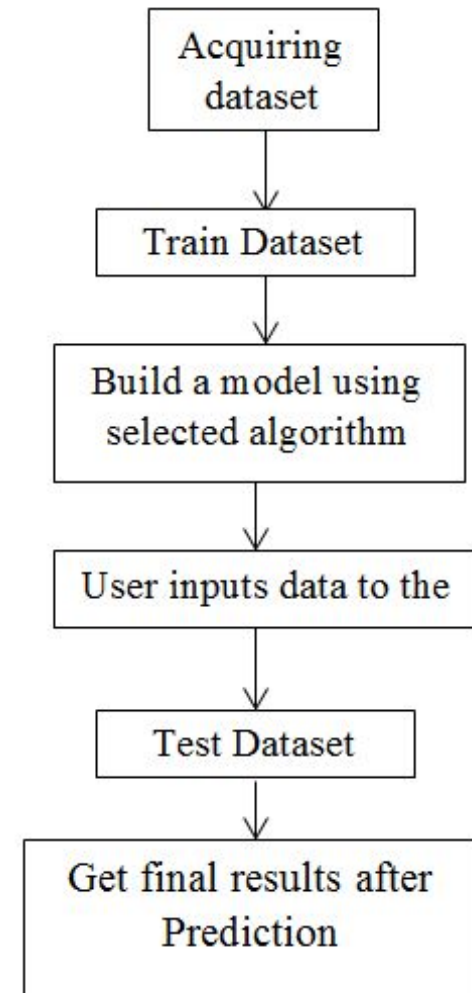 Acquiring
dataset
Train Dataset
Build a model using
selected algorithm
User inputs data to the
Test Dataset
Get final results after
Prediction